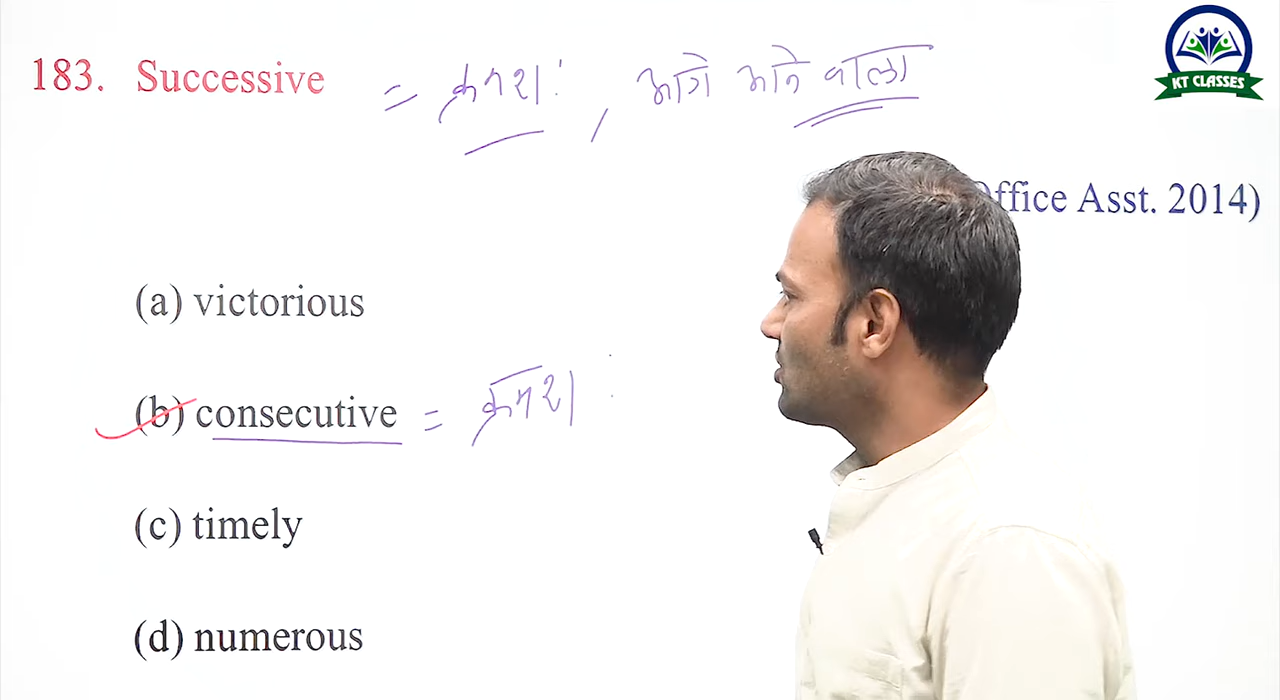 183. Successive = क्रमशः, आगे आने वाला
KT CLASSES
Office Asst. 2014)
(a) victorious
(b) consecutive = क्रमशः
(c) timely
(d) numerous